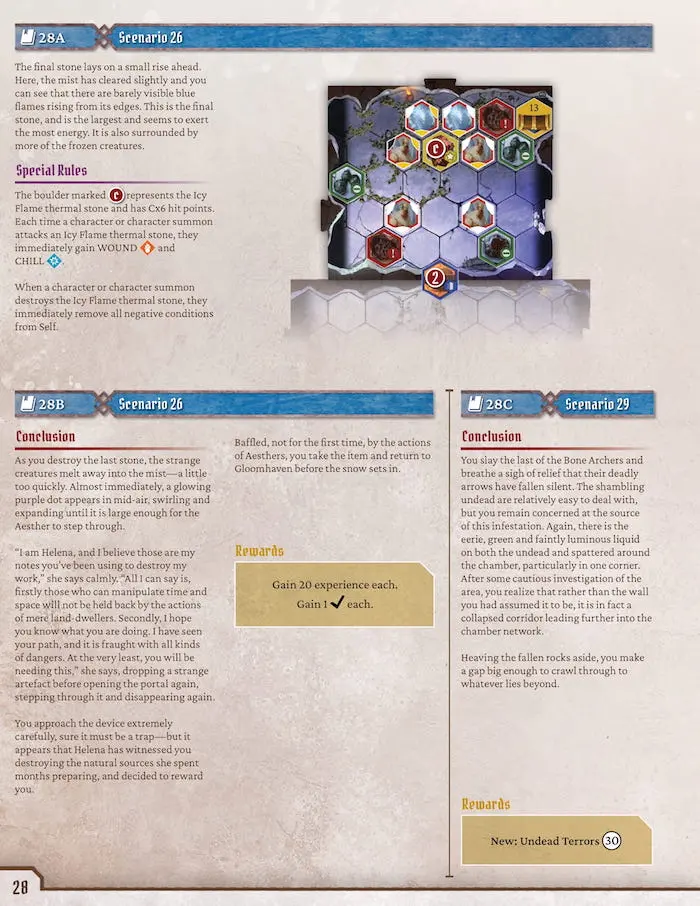 28A Scenario 26
The final stone lays on a small rise ahead.
Here, the mist has cleared slightly and you
can see that there are barely visible blue
flames rising from its edges. This is the final
stone, and is the largest and seems to exert
the most energy. It is also surrounded by
more of the frozen creatures.
Special Rules
The boulder marked c represents the Icy
Flame thermal stone and has Cx6 hit points.
Each time a character or character summon
attacks an Icy Flame thermal stone, they
immediately gain WOUND and
CHILL .
When a character or character summon
destroys the Icy Flame thermal stone, they
immediately remove all negative conditions
from Self.
13
c
!
!
2
28B Scenario 26
Conclusion
As you destroy the last stone, the strange
creatures melt away into the mist—a little
too quickly. Almost immediately, a glowing
purple dot appears in mid-air, swirling and
expanding until it is large enough for the
Aesther to step through.
“I am Helena, and I believe those are my
notes you’ve been using to destroy my
work,” she says calmly. “All I can say is,
firstly those who can manipulate time and
space will not be held back by the actions
of mere land-dwellers. Secondly, I hope
you know what you are doing. I have seen
your path, and it is fraught with all kinds
of dangers. At the very least, you will be
needing this,” she says, dropping a strange
artefact before opening the portal again,
stepping through it and disappearing again.
You approach the device extremely
carefully, sure it must be a trap—but it
appears that Helena has witnessed you
destroying the natural sources she spent
months preparing, and decided to reward
you.
Baffled, not for the first time, by the actions
of Aesthers, you take the item and return to
Gloomhaven before the snow sets in.
Rewards
Gain 20 experience each.
Gain 1 ✓ each.
28C Scenario 29
Conclusion
You slay the last of the Bone Archers and
breathe a sigh of relief that their deadly
arrows have fallen silent. The shambling
undead are relatively easy to deal with,
but you remain concerned at the source
of this infestation. Again, there is the
eerie, green and faintly luminous liquid
on both the undead and spattered around
the chamber, particularly in one corner.
After some cautious investigation of the
area, you realize that rather than the wall
you had assumed it to be, it is in fact a
collapsed corridor leading further into the
chamber network.
Heaving the fallen rocks aside, you make
a gap big enough to crawl through to
whatever lies beyond.
Rewards
New: Undead Terrors 30
28